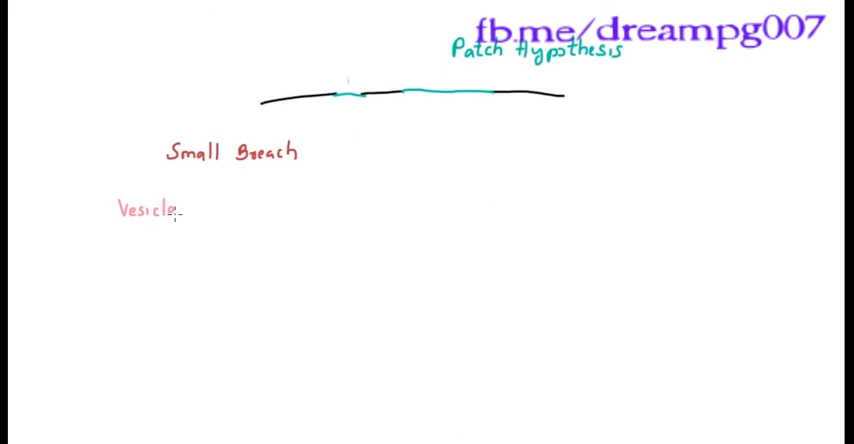 fb.me/dreampg007
Patch Hypothesis
Small Breach
Vesicle